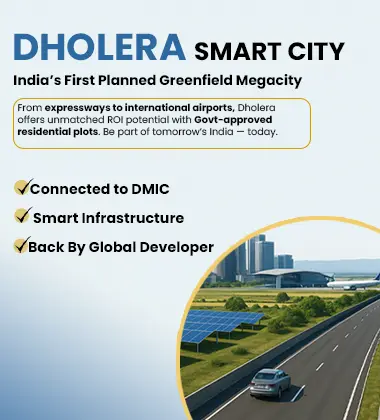 DHOLERA SMART CITY
India's First Planned Greenfield Megacity
From expressways to international airports, Dholera
offers unmatched ROI potential with Govt-approved
residential plots. Be part of tomorrow's India — today.
Connected to DMIC
Smart Infrastructure
Back By Global Developer